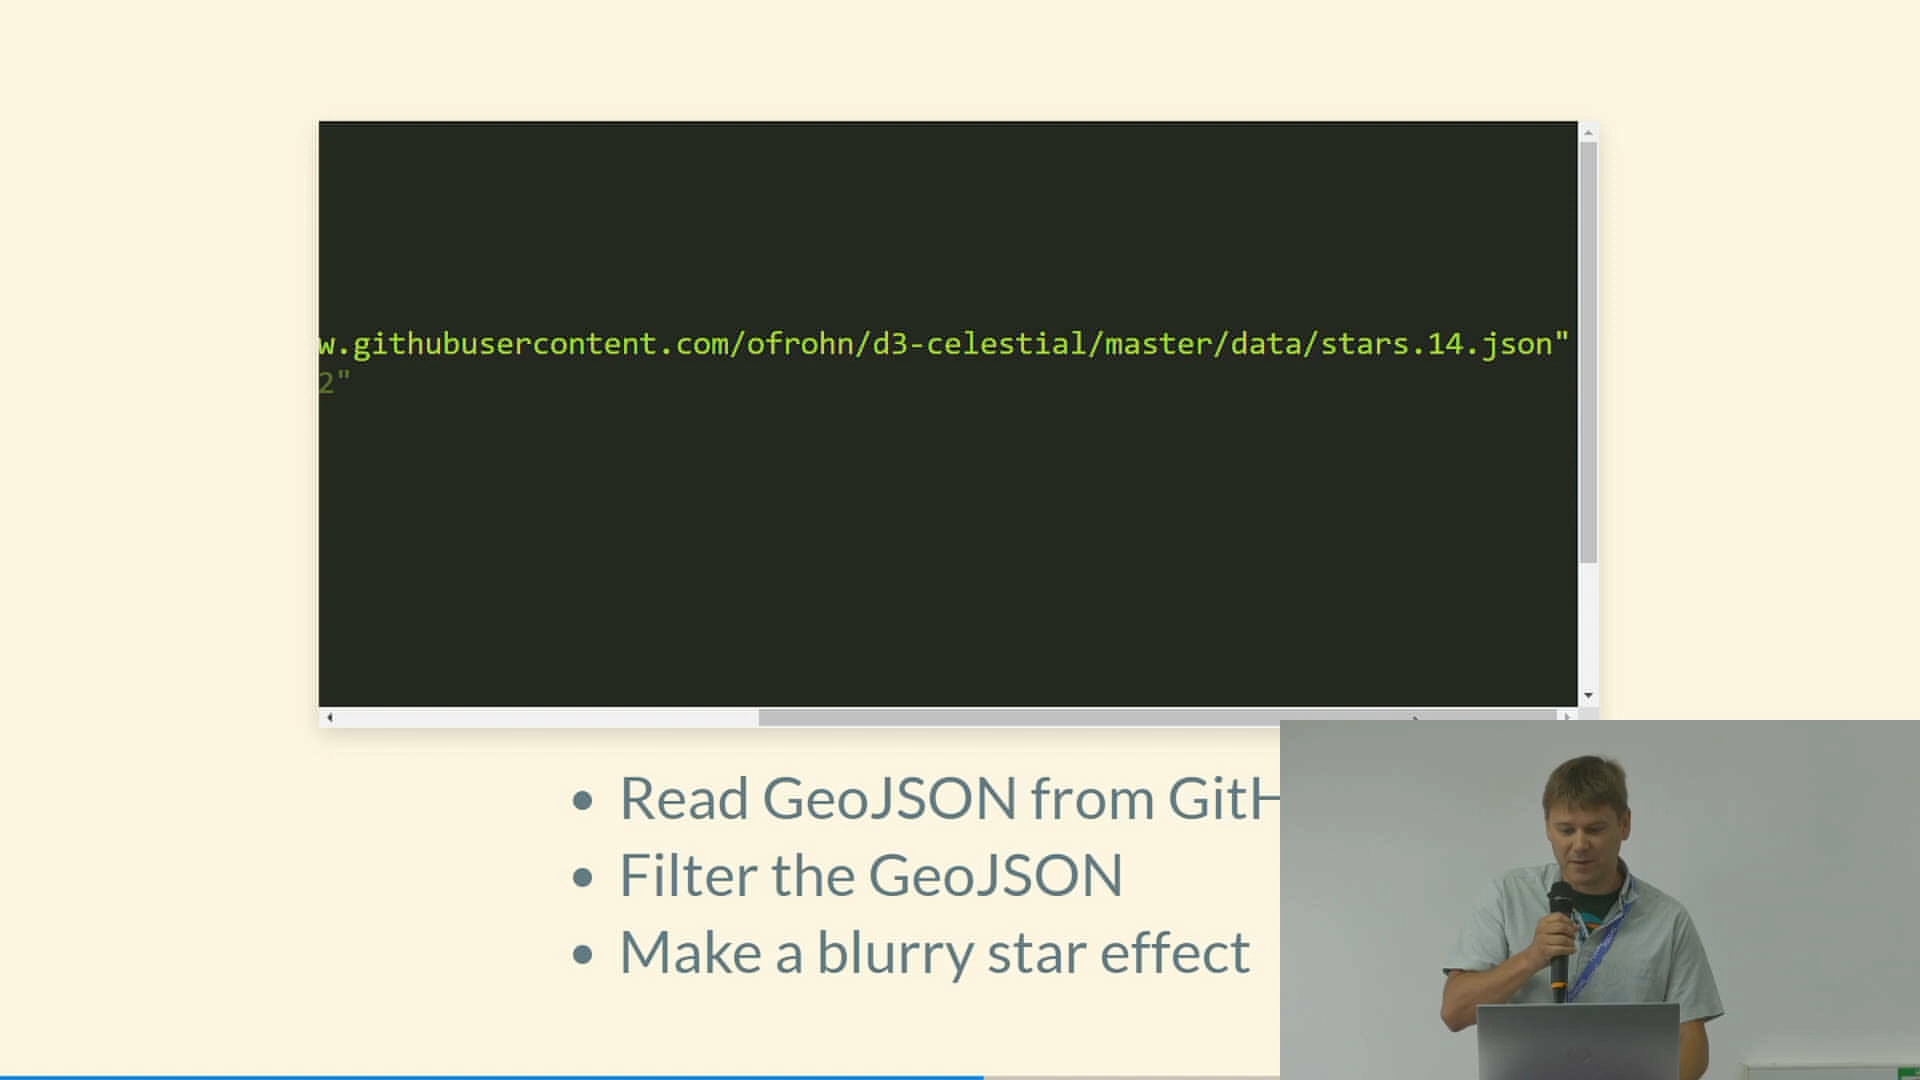 w.githubusercontent.com/ofrohn/d3-celestial/master/data/stars.14.json"
2"
• Read GeoJSON from GitH
• Filter the GeoJSON
• Make a blurry star effect